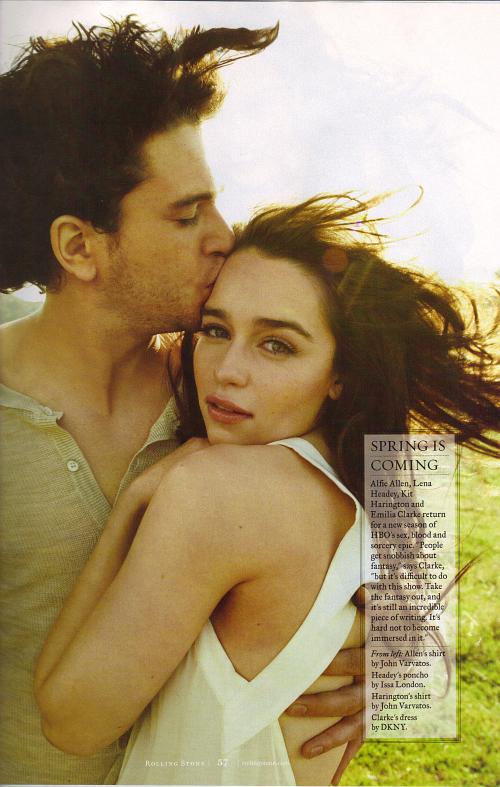 SPRING IS
COMING
Alfie Allen, Lena
Headey, Kit
Harington and
Emilia Clarke return
for a new season of
HBO's sex, blood and
sorcery epic. "People
get snobbish about
fantasy," says Clarke,
"but it's difficult to do
with this show. Take
the fantasy out, and
it's still an incredible
piece of writing. It's
hard not to become
immersed in it."
From left: Allen's shirt
by John Varvatos.
Headey's poncho
by Issa London.
Harington's shirt
by John Varvatos.
Clarke's dress
by DKNY.
ROLLING STONE | 57 | rollingstone.com